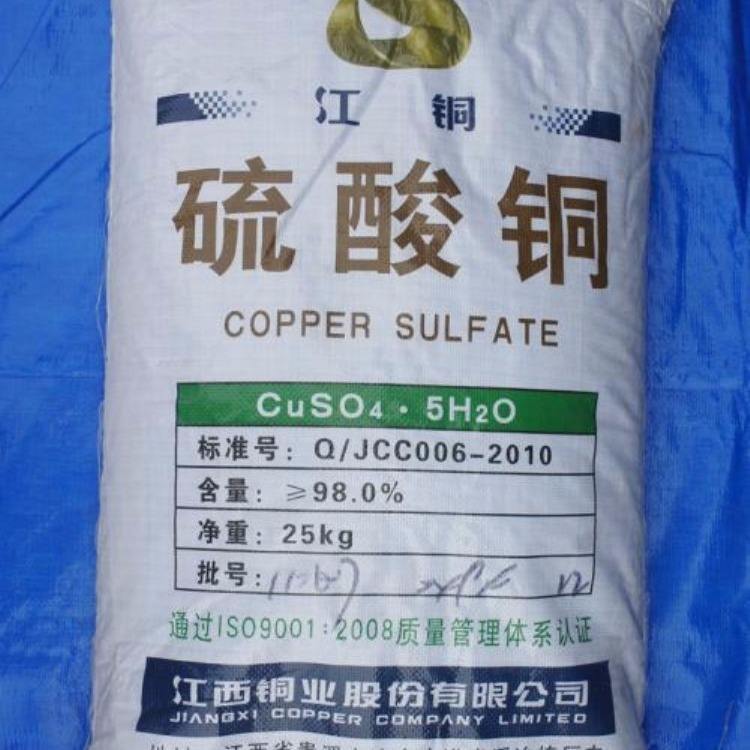 江铜
硫酸铜
COPPER SULFATE
CuSO4·5H2O
标准号：Q/JCC006-2010
含量：≥98.0%
净重：25kg
批号：
通过ISO9001:2008质量管理体系认证
江西铜业股份有限公司
JIANGXI COPPER COMPANY LIMITED